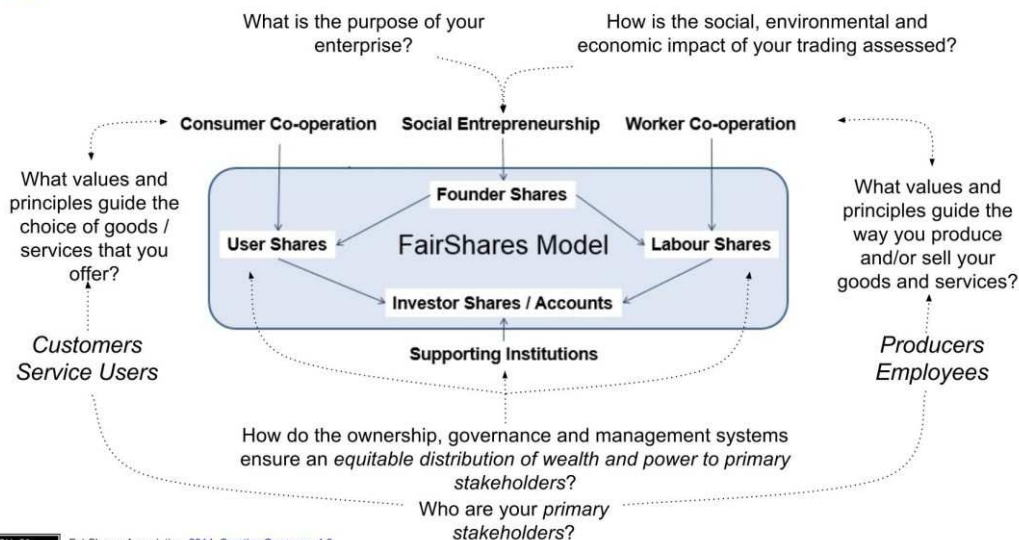 What is the purpose of your
enterprise?
How is the social, environmental and
economic impact of your trading assessed?
Consumer Co-operation
Social Entrepreneurship
Worker Co-operation
What values and
principles guide the
choice of goods /
services that you
offer?
Founder Shares
User Shares
FairShares Model
Labour Shares
Investor Shares / Accounts
What values and
principles guide the
way you produce
and/or sell your
goods and services?
Customers
Service Users
Supporting Institutions
Producers
Employees
How do the ownership, governance and management systems
ensure an equitable distribution of wealth and power to primary
stakeholders?
Who are your primary
stakeholders?